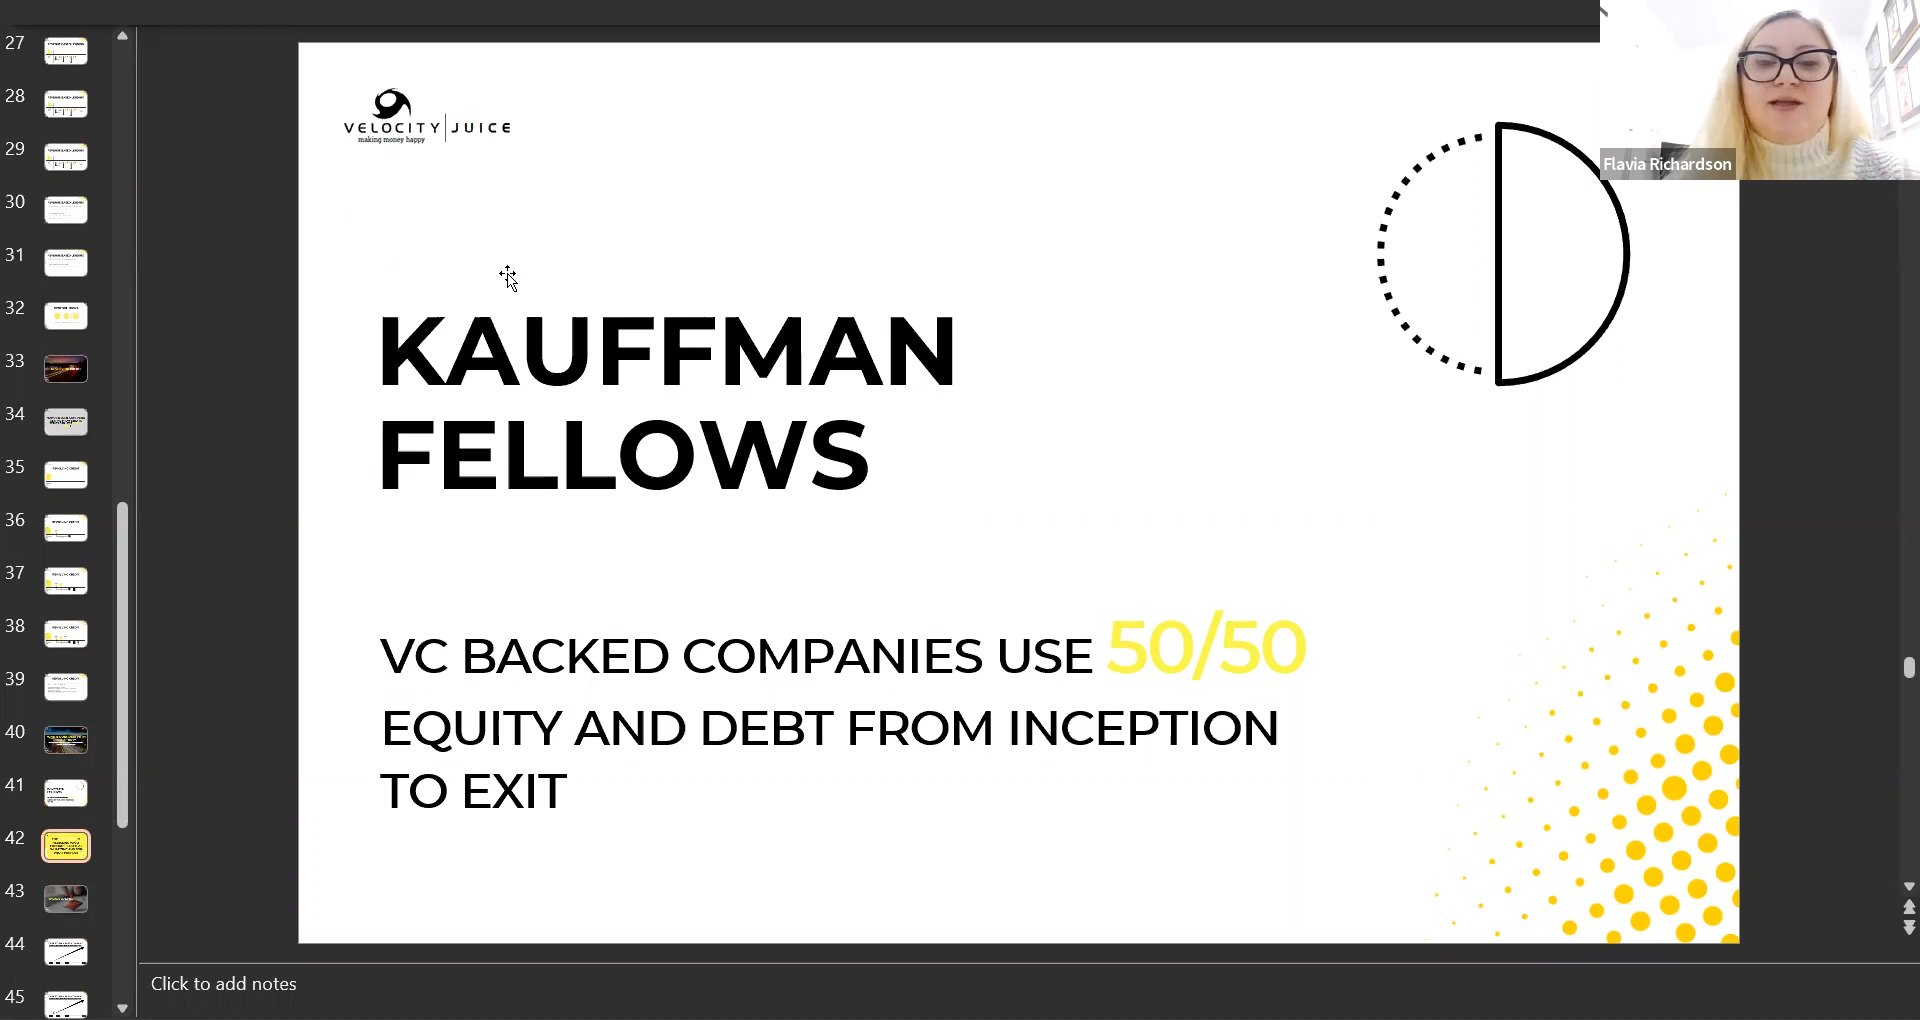 27
28
29
30
31
32
33
34
35
36
37
38
39
40
41
42
43
44
45
VELOCITY JUICE
making money happy
KAUFFMAN
FELLOWS
VC BACKED COMPANIES USE 50/50
EQUITY AND DEBT FROM INCEPTION
TO EXIT
Flavia Richardson
Click to add notes